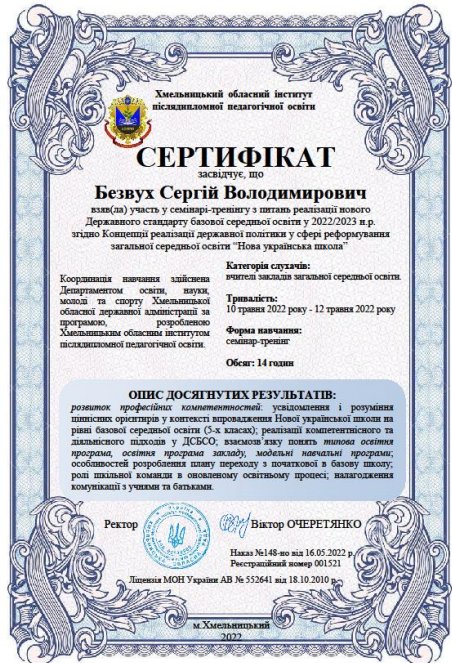 Хмельницький обласний інститут
післядипломної педагогічної освіти
СЕРТИФІКАТ
засвідчує, що
Безвух Сергій Володимирович
взяв(ла) участь у семінарі-тренінгу з питань реалізації нового
Державного стандарту базової середньої освіти у 2022/2023 н.р.
згідно Концепції реалізації державної політики у сфері реформування
загальної середньої освіти “Нова українська школа”
Координація навчання здійснена
Департаментом освіти, науки,
молоді та спорту Хмельницької
обласної державної адміністрації за
програмою, розробленою
Хмельницьким обласним інститутом
післядипломної педагогічної освіти.
Категорія слухачів:
вчителі закладів загальної середньої освіти.
Тривалість:
10 травня 2022 року - 12 травня 2022 року
Форма навчання:
семінар-тренінг
Обсяг: 14 годин
ОПИС ДОСЯГНУТИХ РЕЗУЛЬТАТІВ:
розвиток професійних компетентностей: усвідомлення і розуміння
ціннісних орієнтирів у контексті впровадження Нової української школи на
рівні базової середньої освіти (5-х класах); реалізації компетентнісного та
діяльнісного підходів у ДСБСО; взаємозв’язку понять типова освітня
програма, освітня програма закладу, модельні навчальні програми;
особливостей розроблення плану переходу з початкової в базову школу;
ролі шкільної команди в оновленому освітньому процесі; налагодження
комунікації з учнями та батьками.
Ректор Віктор ОЧЕРЕТЯНКО
Наказ №148-но від 16.05.2022 р.
Реєстраційний номер 001521
Ліцензія МОН України АВ № 552641 від 18.10.2010 р.
м.Хмельницький
2022